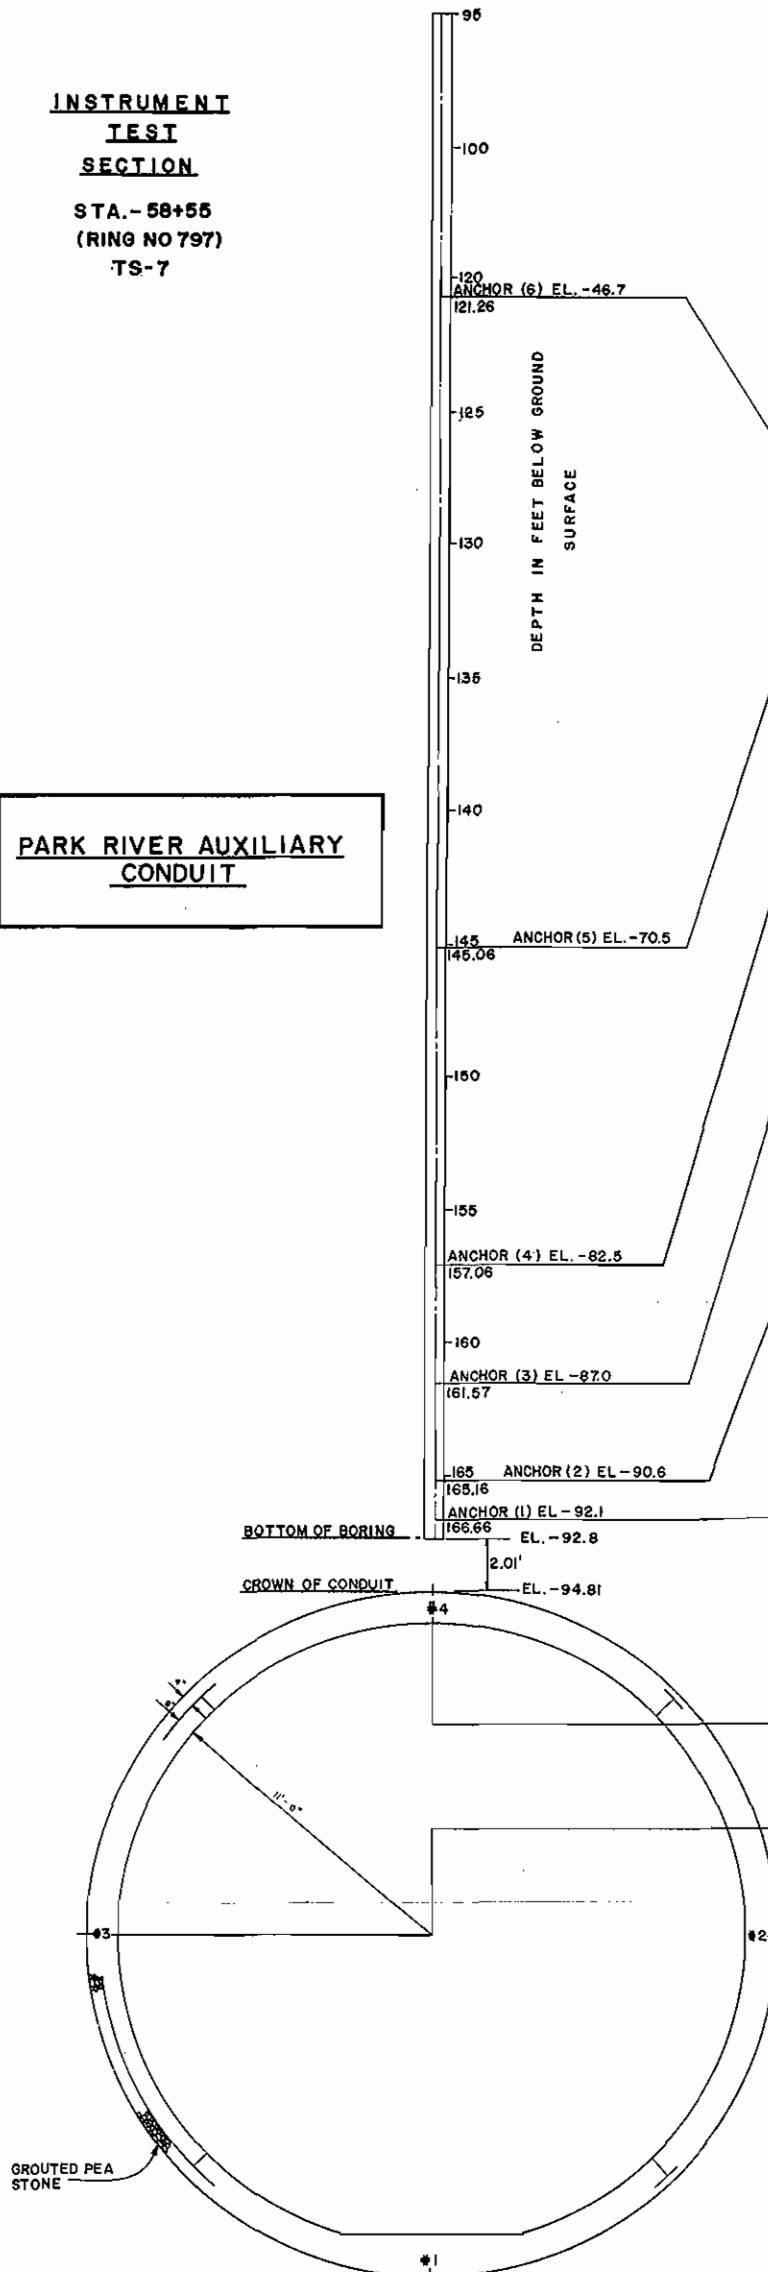 INSTRUMENT
TEST
SECTION
STA.-58+55
(RING NO 797)
TS-7
95
100
120
ANCHOR (6) EL. -46.7
121.26
125
130
135
140
DEPTH IN FEET BELOW GROUND
SURFACE
PARK RIVER AUXILIARY
CONDUIT
145
ANCHOR (5) EL. -70.5
145.06
150
155
ANCHOR (4) EL. -82.5
157.06
160
ANCHOR (3) EL -87.0
161.57
165
ANCHOR (2) EL -90.6
165.16
ANCHOR (1) EL -92.1
166.66
BOTTOM OF BORING
EL. -92.8
2.01'
CROWN OF CONDUIT
EL. -94.81
#4
11'-0"
#3
#2
GROUTED PEA
STONE
#1